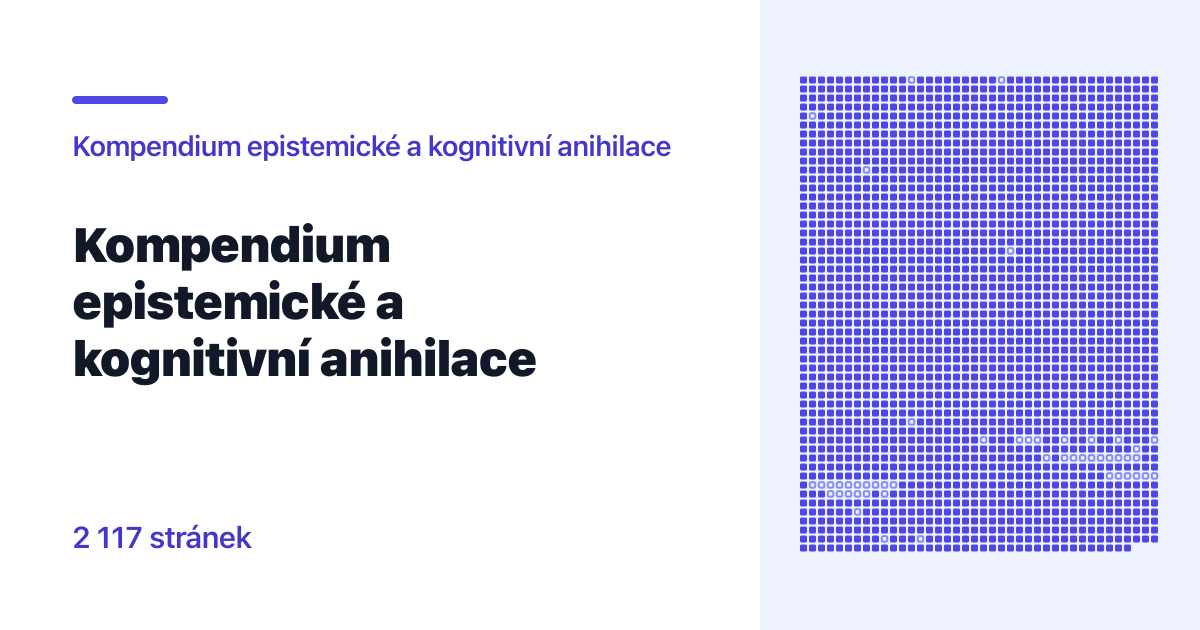 Kompendium epistemické a kognitivní anihilace
Kompendium
epistemické a
kognitivní anihilace
2 117 stránek